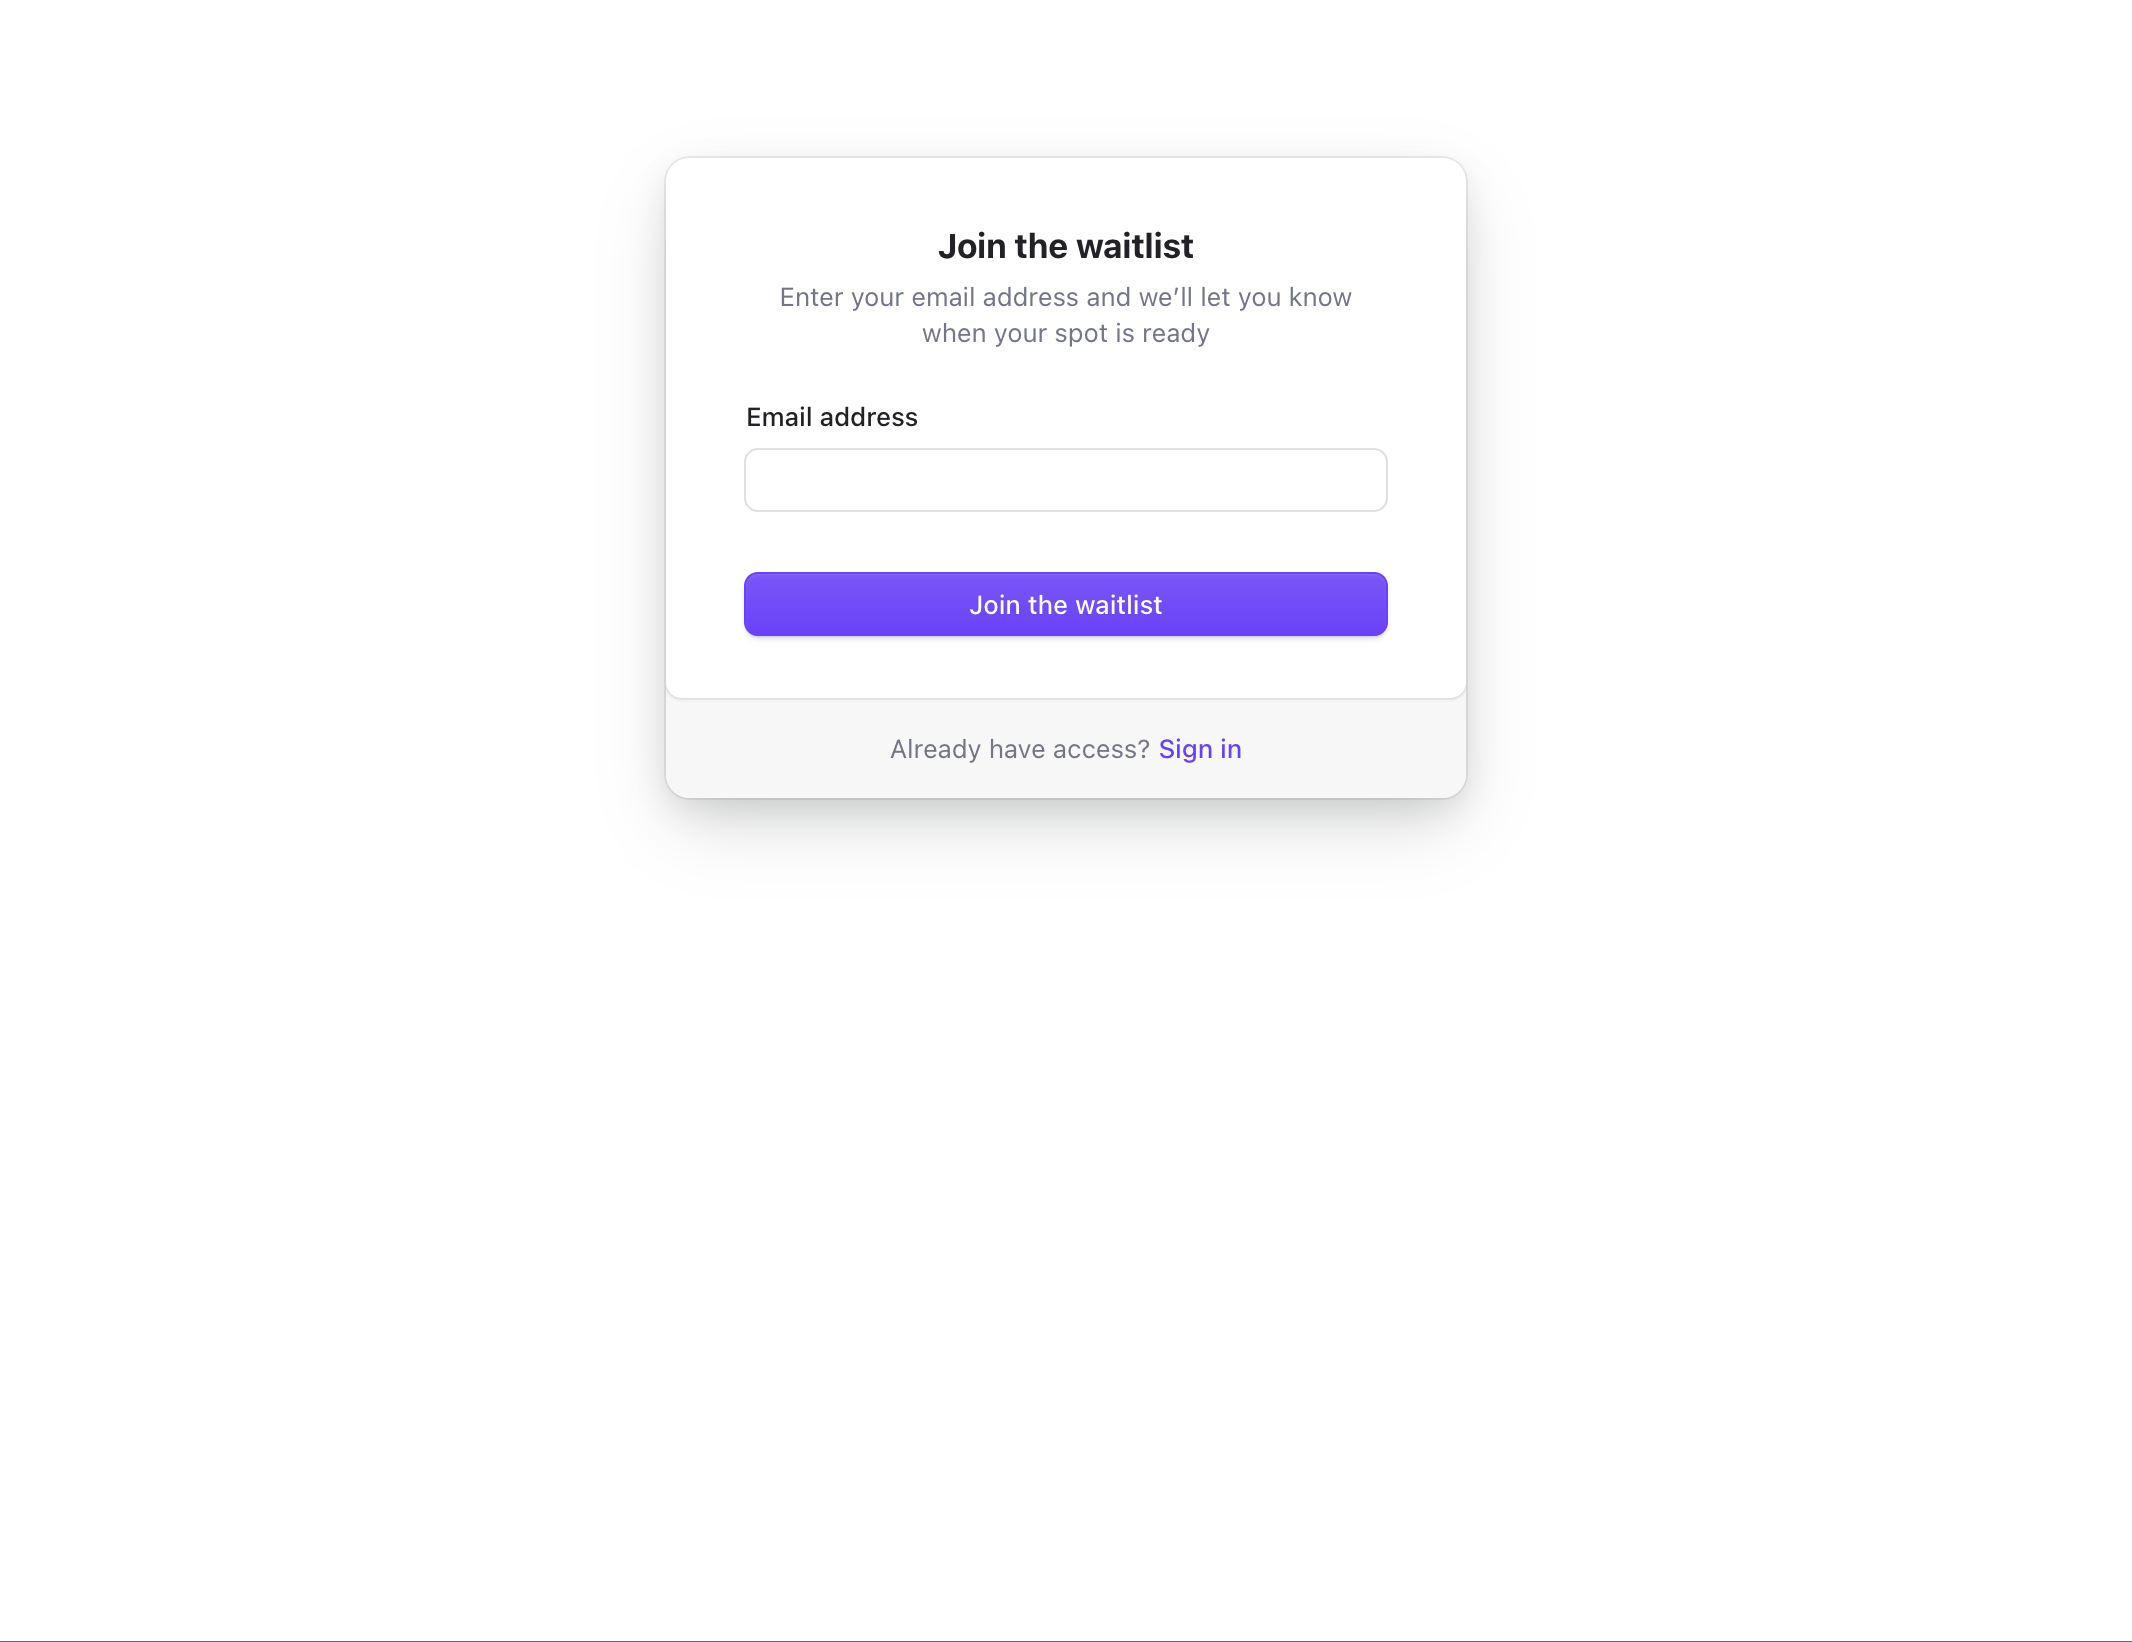 Join the waitlist
Enter your email address and we’ll let you know
when your spot is ready
Email address
Join the waitlist
Already have access? Sign in